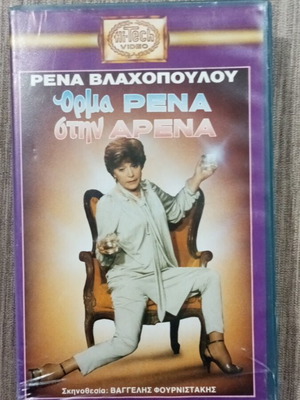 Hi-Tech
VIDEO
ΡΕΝΑ ΒΛΑΧΟΠΟΥΛΟΥ
Όρμα ΡΕΝΑ
στην ΑΡΕΝΑ
Σκηνοθεσία: ΒΑΓΓΕΛΗΣ ΦΟΥΡΝΙΣΤΑΚΗΣ